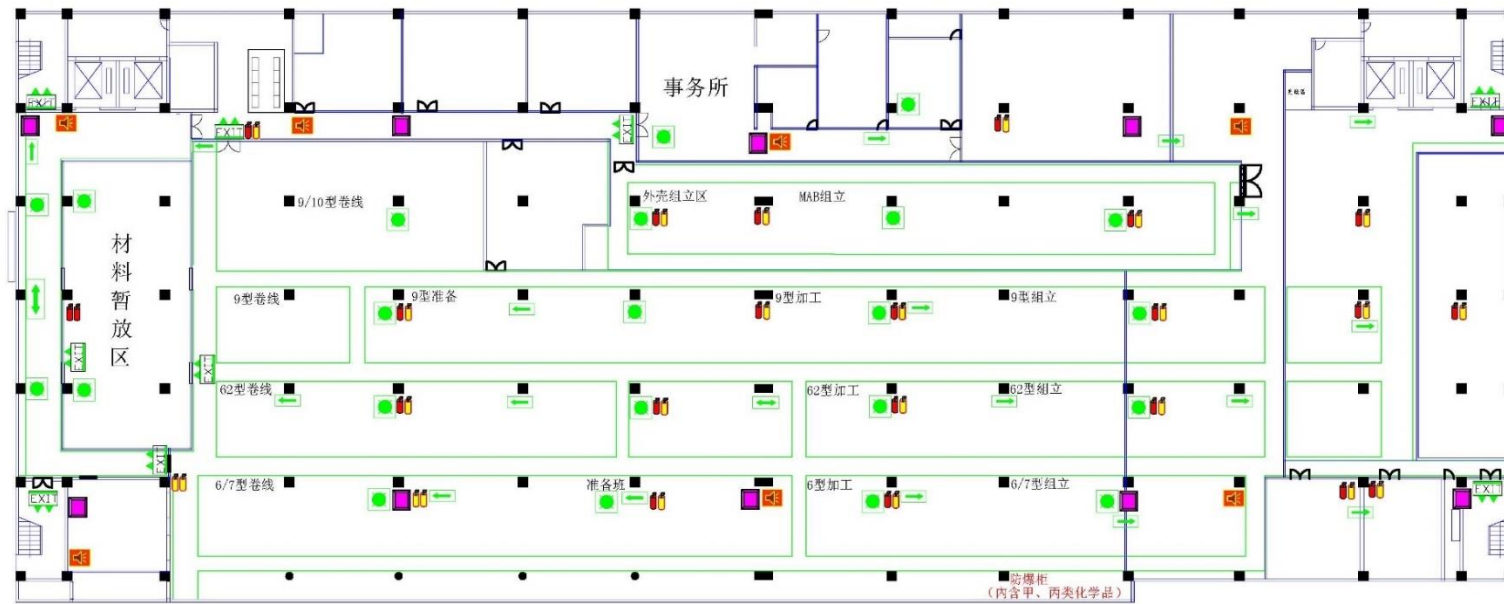 EXIT
EXIT
事务所
EXIT
EXIT
9/10型卷线
外壳组立区
MAB组立
材料暂放区
9型卷线
9型准备
9型加工
9型组立
EXIT
EXIT
62型卷线
62型加工
62型组立
EXIT
6/7型卷线
准备班
6型加工
6/7型组立
EXIT
EXIT
防爆柜
（内含甲、丙类化学品）